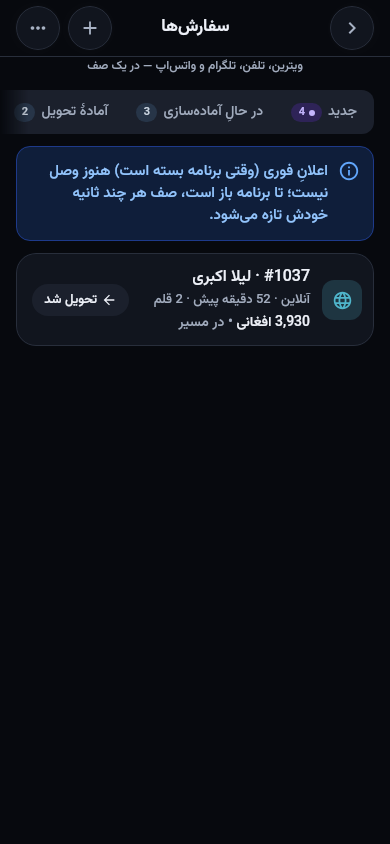 سفارش‌ها
ویترین، تلفن، تلگرام و واتس‌اپ — در یک صف
جدید 4
در حالِ آماده‌سازی 3
آمادهٔ تحویل 2
اعلانِ فوری (وقتی برنامه بسته است) هنوز وصل
نیست؛ تا برنامه باز است، صف هر چند ثانیه
خودش تازه می‌شود.
#1037 · لیلا اکبری
آنلاین · 52 دقیقه پیش · 2 قلم
3,930 افغانی • در مسیر
تحویل شد